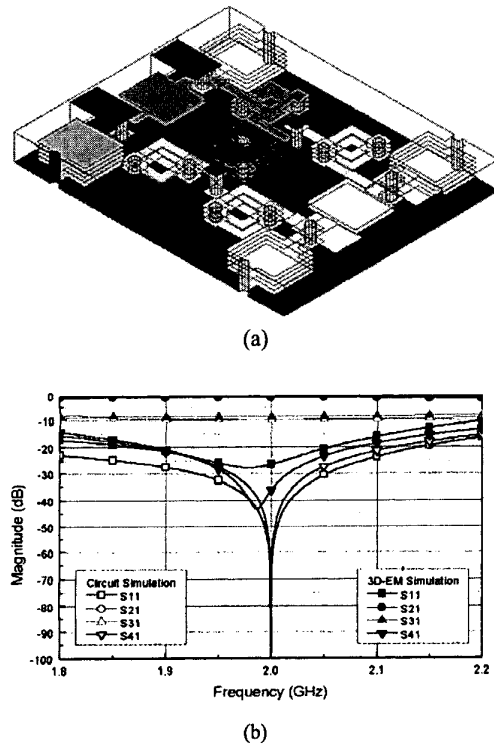 (a)
0
-10
-20
-30
-40
-50
-60
-70
-80
-90
-100
Magnitude (dB)
Circuit Simulation
S11
S21
S31
S41
3D-EM Simulation
S11
S21
S31
S41
1.8
1.9
2.0
2.1
2.2
Frequency (GHz)
(b)